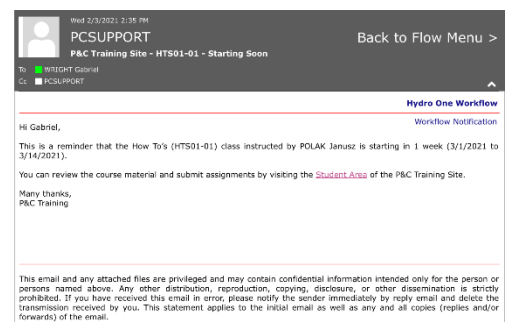 Wed 2/3/2021 2:35 PM
PCSUPPORT
Back to Flow Menu >
P&C Training Site - HTS01-01 - Starting Soon
To WRIGHT Gabriel
Cc PCSUPPORT
Hydro One Workflow
Workflow Notification
Hi Gabriel,
This is a reminder that the How To's (HTS01-01) class instructed by POLAK Janusz is starting in 1 week (3/1/2021 to
3/14/2021).
You can review the course material and submit assignments by visiting the Student Area of the P&C Training Site.
Many thanks,
P&C Training
This email and any attached files are privileged and may contain confidential information intended only for the person or
persons named above. Any other distribution, reproduction, copying, disclosure, or other dissemination is strictly
prohibited. If you have received this email in error, please notify the sender immediately by reply email and delete the
transmission received by you. This statement applies to the initial email as well as any and all copies (replies and/or
forwards) of the email.